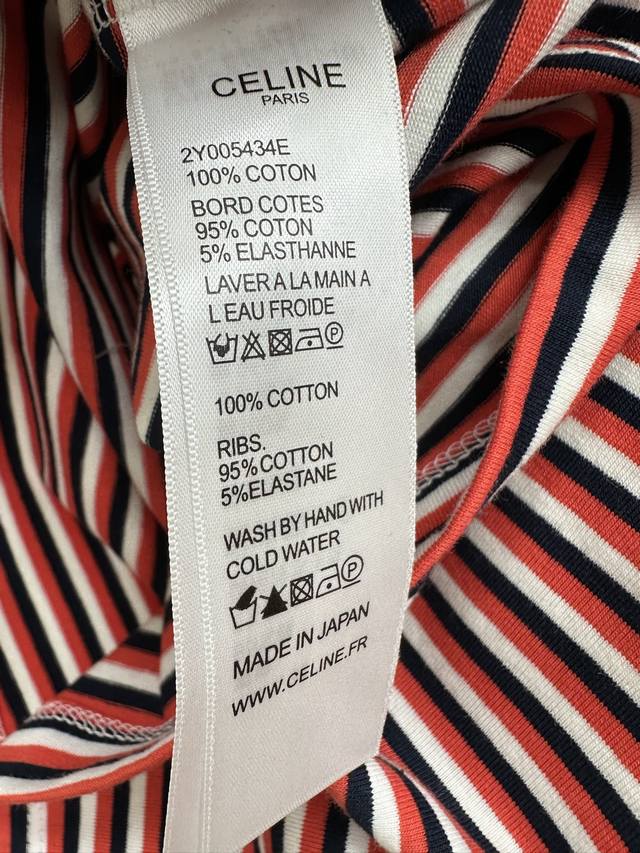 CELINE
PARIS
2Y005434E
100% COTON
BORD COTES
95% COTON
5% ELASTHANNE
LAVER A LA MAIN A
L EAU FROIDE
P
100% COTTON
RIBS.
95% COTTON
5% ELASTANE
WASH BY HAND WITH
COLD WATER
P
MADE IN JAPAN
WWW.CELINE.FR